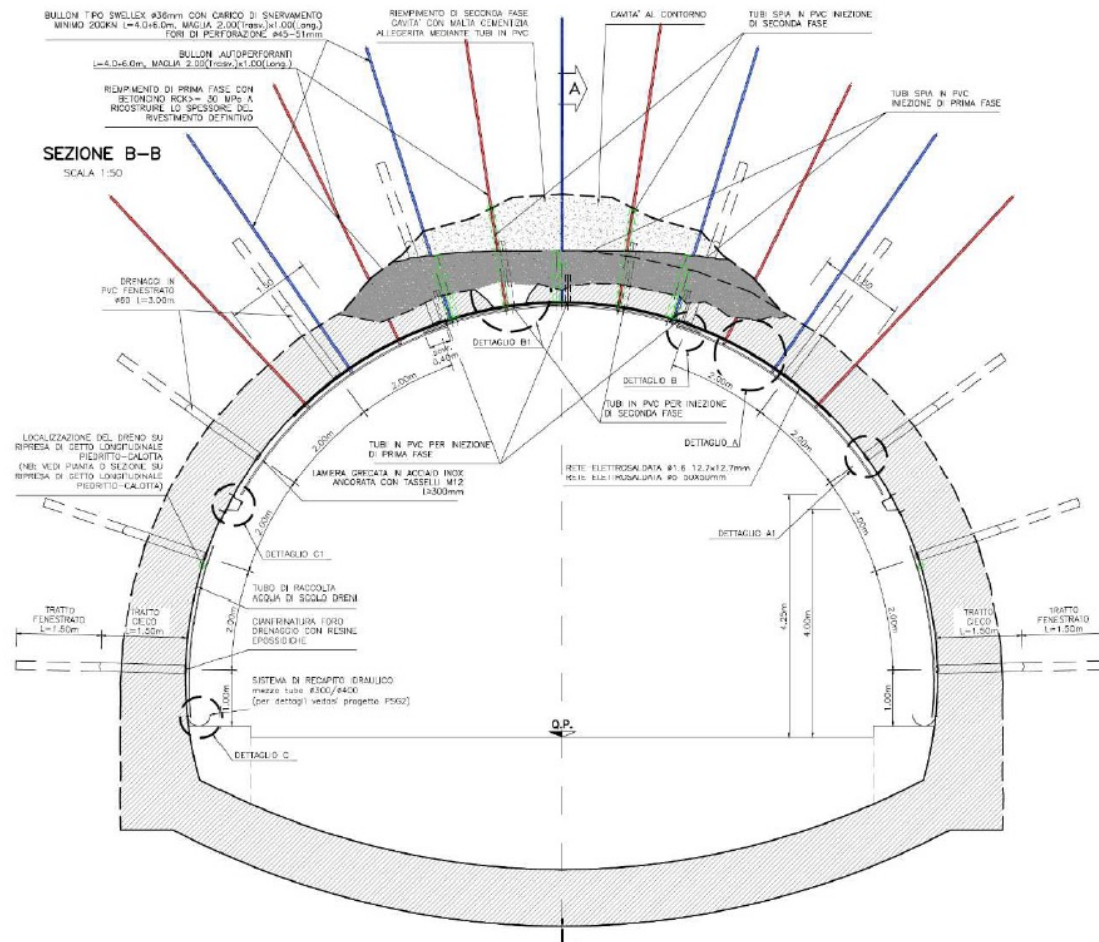 BULLONI TIPO SWELLEX ø36mm CON CARICO DI SNERVAMENTO
MINIMO 200KN L=4.0÷6.0m, MAGLIA 2.00(Trasv.)x1.00(Long.)
FORI DI PERFORAZIONE ø45-51mm
BULLONI AUTOPERFORANTI
L=4.0÷6.0m, MAGLIA 2.00(Trasv.)x1.00(Long.)
RIEMPIMENTO DI PRIMA FASE CON
BETONCINO RCK>= 30 MPa A
RICOSTRUIRE LO SPESSORE DEL
RIVESTIMENTO DEFINITIVO
RIEMPIMENTO DI SECONDA FASE
CAVITA' CON MALTA CEMENTIZIA
ALLEGERITA MEDIANTE TUBI IN PVC
CAVITA' AL CONTORNO
TUBI SPIA IN PVC INIEZIONE
DI SECONDA FASE
A
TUBI SPIA IN PVC
INIEZIONE DI PRIMA FASE
SEZIONE B-B
SCALA 1:50
DRENAGGI IN
PVC FENESTRATO
ø60 L=3.00m
1.50
1.50
DETTAGLIO B1
0.40m
2.00m
2.00m
DETTAGLIO B
TUBI IN PVC PER INIEZIONE
DI SECONDA FASE
DETTAGLIO A
2.00m
2.00m
LOCALIZZAZIONE DEL DRENO SU
RIPRESA DI GETTO LONGITUDINALE
PIEDRITTO-CALOTTA
(NB: VEDI PIANTA O SEZIONE SU
RIPRESA DI GETTO LONGITUDINALE
PIEDRITTO-CALOTTA)
TUBI IN PVC PER INIEZIONE
DI PRIMA FASE
LAMIERA GRECATA IN ACCIAIO INOX
ANCORATA CON TASSELLI M12
L≥300mm
RETE ELETTROSALDATA ø1.6 12.7x12.7mm
RETE ELETTROSALDATA ø6 50x50mm
2.00m
2.00m
DETTAGLIO C1
DETTAGLIO A1
TUBO DI RACCOLTA
ACQUA DI SCOLO DRENI
2.00m
2.00m
4.25m
4.00m
TRATTO
FENESTRATO
L=1.50m
TRATTO
CIECO
L=1.50m
CIANFRINATURA FORO
DRENAGGIO CON RESINE
EPOSSIDICHE
TRATTO
CIECO
L=1.50m
TRATTO
FENESTRATO
L=1.50m
SISTEMA DI RECAPITO IDRAULICO
mezzo tubo ø300/ø400
(per dettagli vedasi progetto PSG2)
1.00m
1.00m
Q.P.
DETTAGLIO C